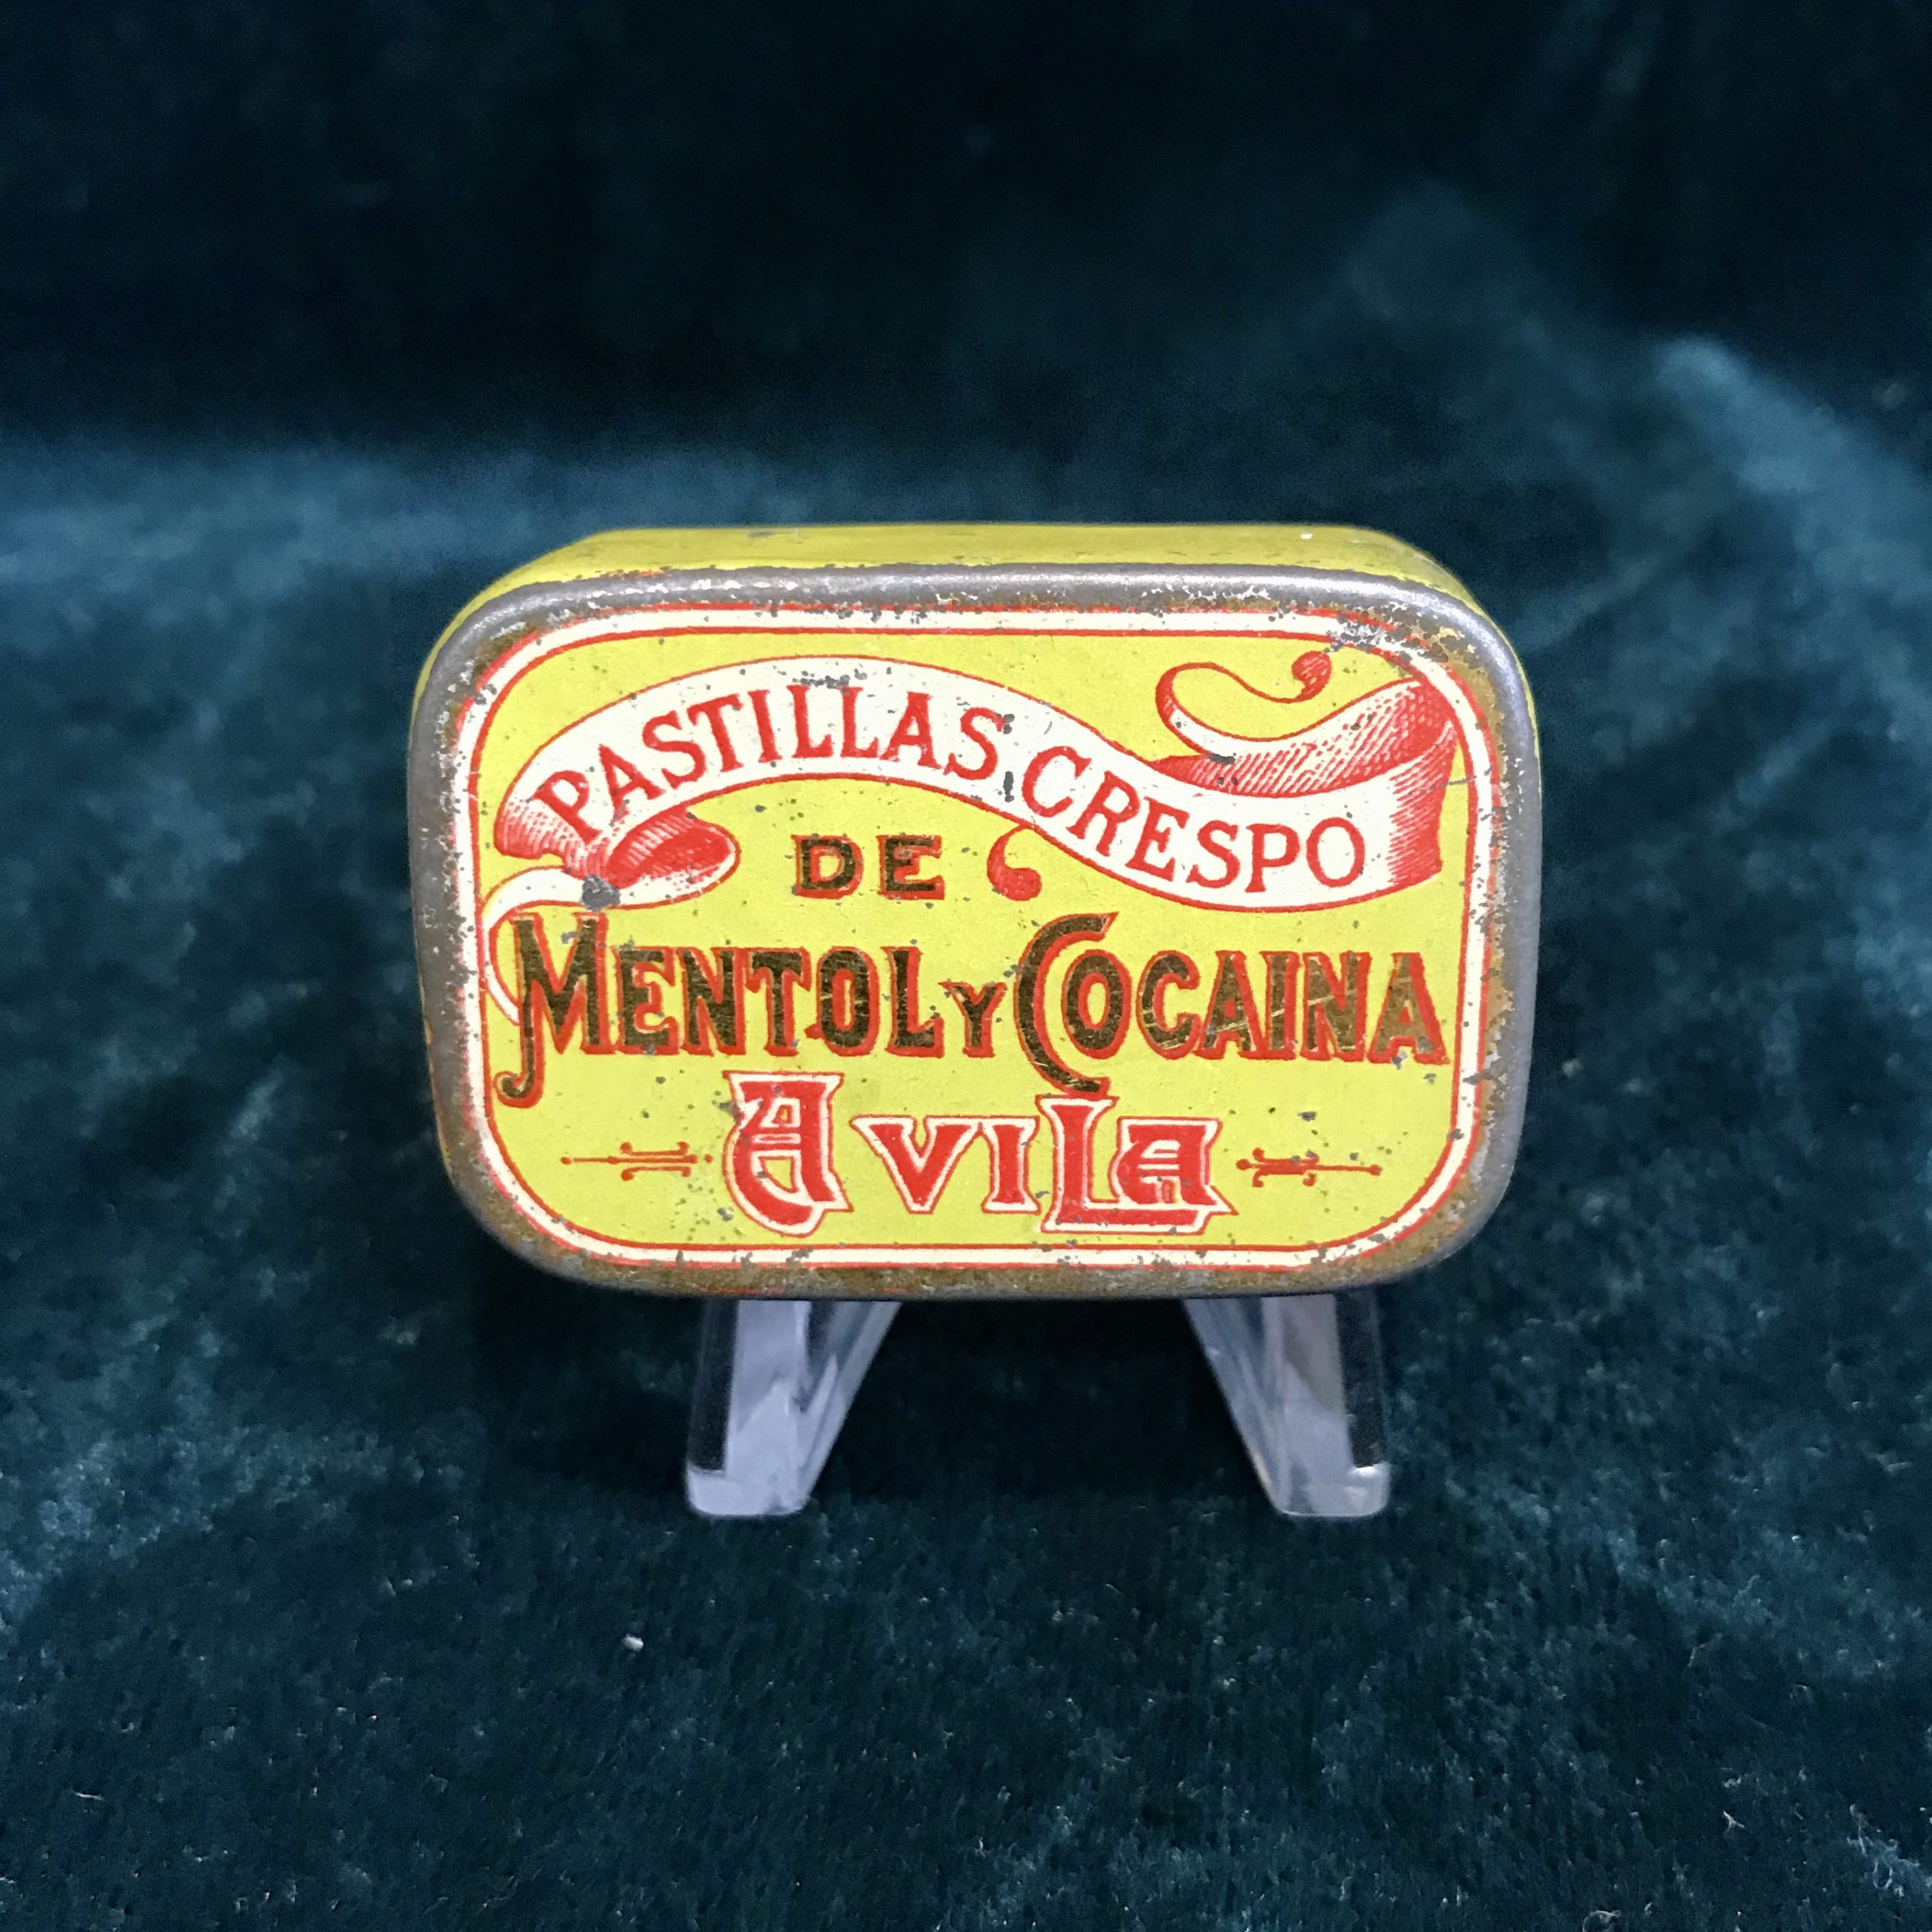 PASTILLAS CRESPO
DE
MENTOL Y COCAINA
AVILA